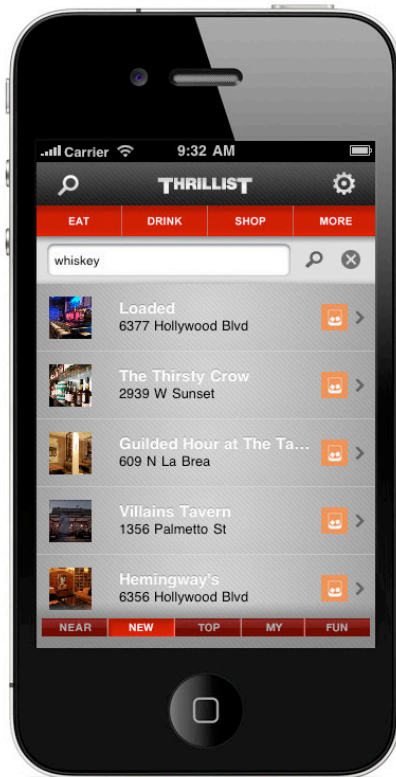 Carrier 9:32 AM
THRILLIST
EAT DRINK SHOP MORE
whiskey
Loaded
6377 Hollywood Blvd
The Thirsty Crow
2939 W Sunset
Guilded Hour at The Ta...
609 N La Brea
Villains Tavern
1356 Palmetto St
Hemingway's
6356 Hollywood Blvd
NEAR NEW TOP MY FUN